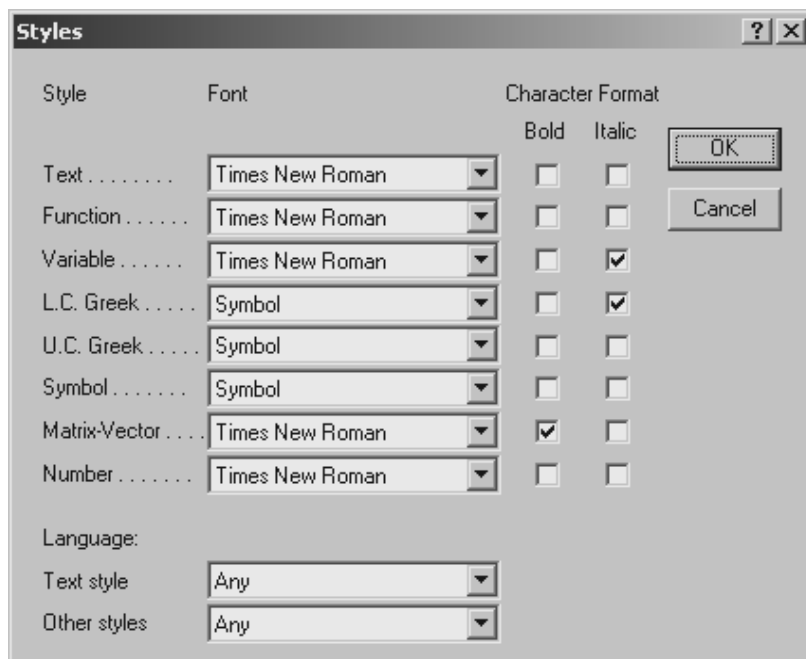 Styles
Style Font Character Format
Bold Italic
OK
Text . . . . . . . . Times New Roman
Function . . . . . . Times New Roman
Cancel
Variable . . . . . . Times New Roman
L.C. Greek . . . . . Symbol
U.C. Greek . . . . . Symbol
Symbol . . . . . . . Symbol
Matrix-Vector . . . . Times New Roman
Number . . . . . . . Times New Roman
Language:
Text style Any
Other styles Any